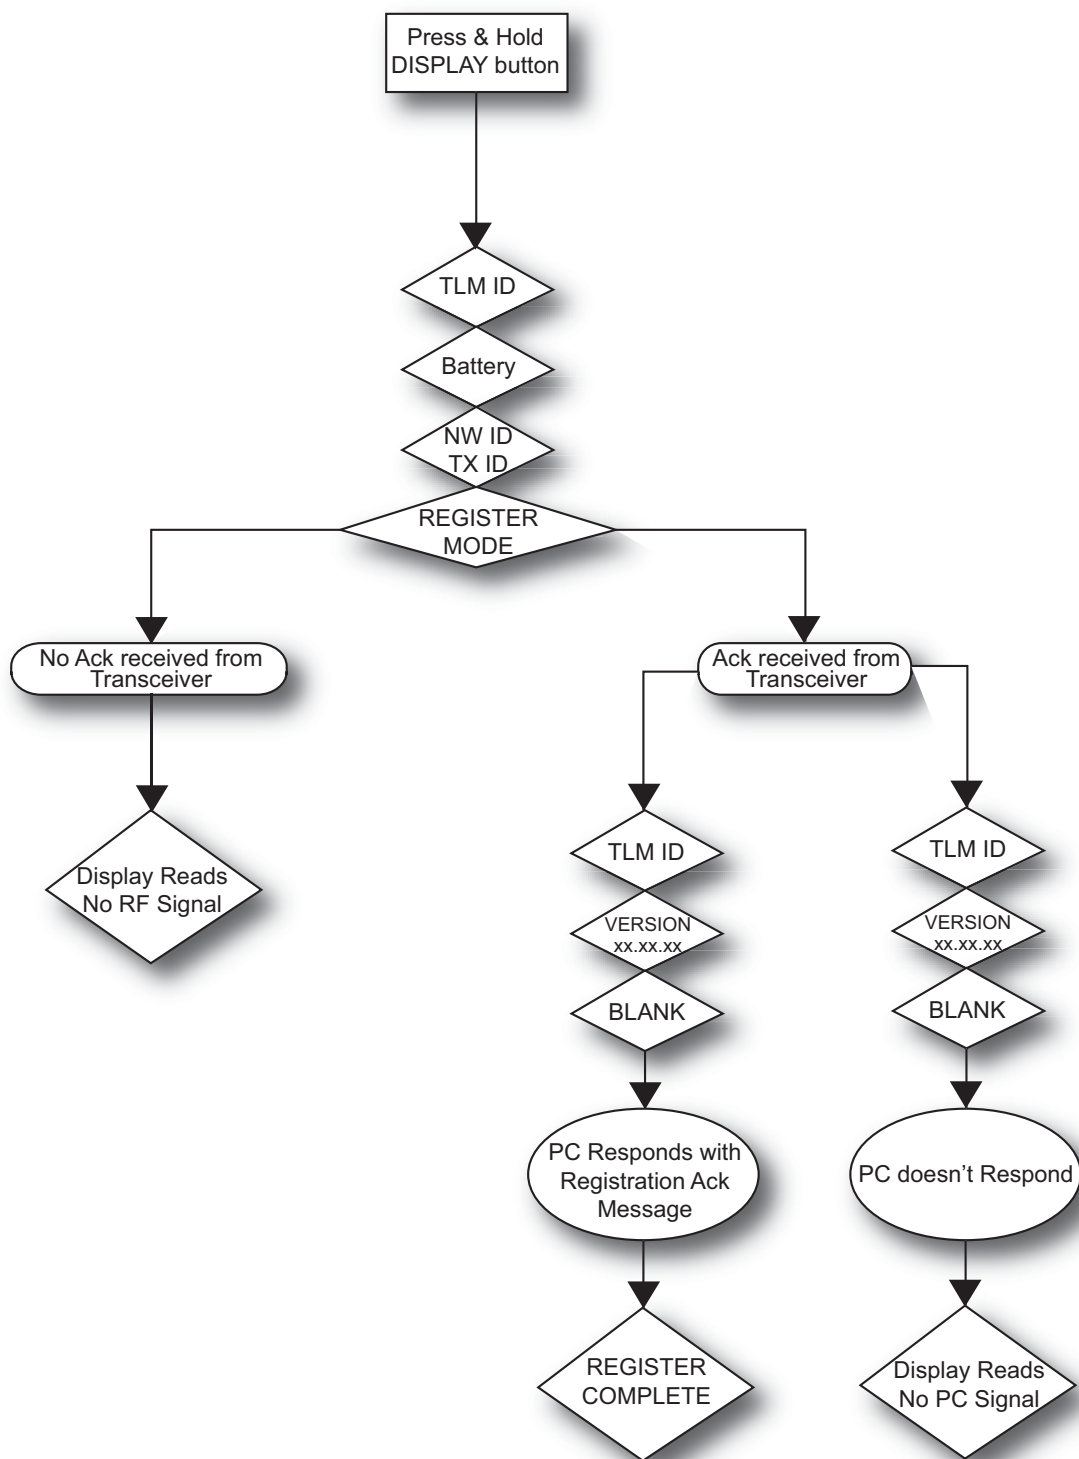 Press & Hold
DISPLAY button
TLM ID
Battery
NW ID
TX ID
REGISTER
MODE
No Ack received from
Transceiver
Display Reads
No RF Signal
Ack received from
Transceiver
TLM ID
VERSION
xx.xx.xx
BLANK
PC Responds with
Registration Ack
Message
REGISTER
COMPLETE
TLM ID
VERSION
xx.xx.xx
BLANK
PC doesn’t Respond
Display Reads
No PC Signal